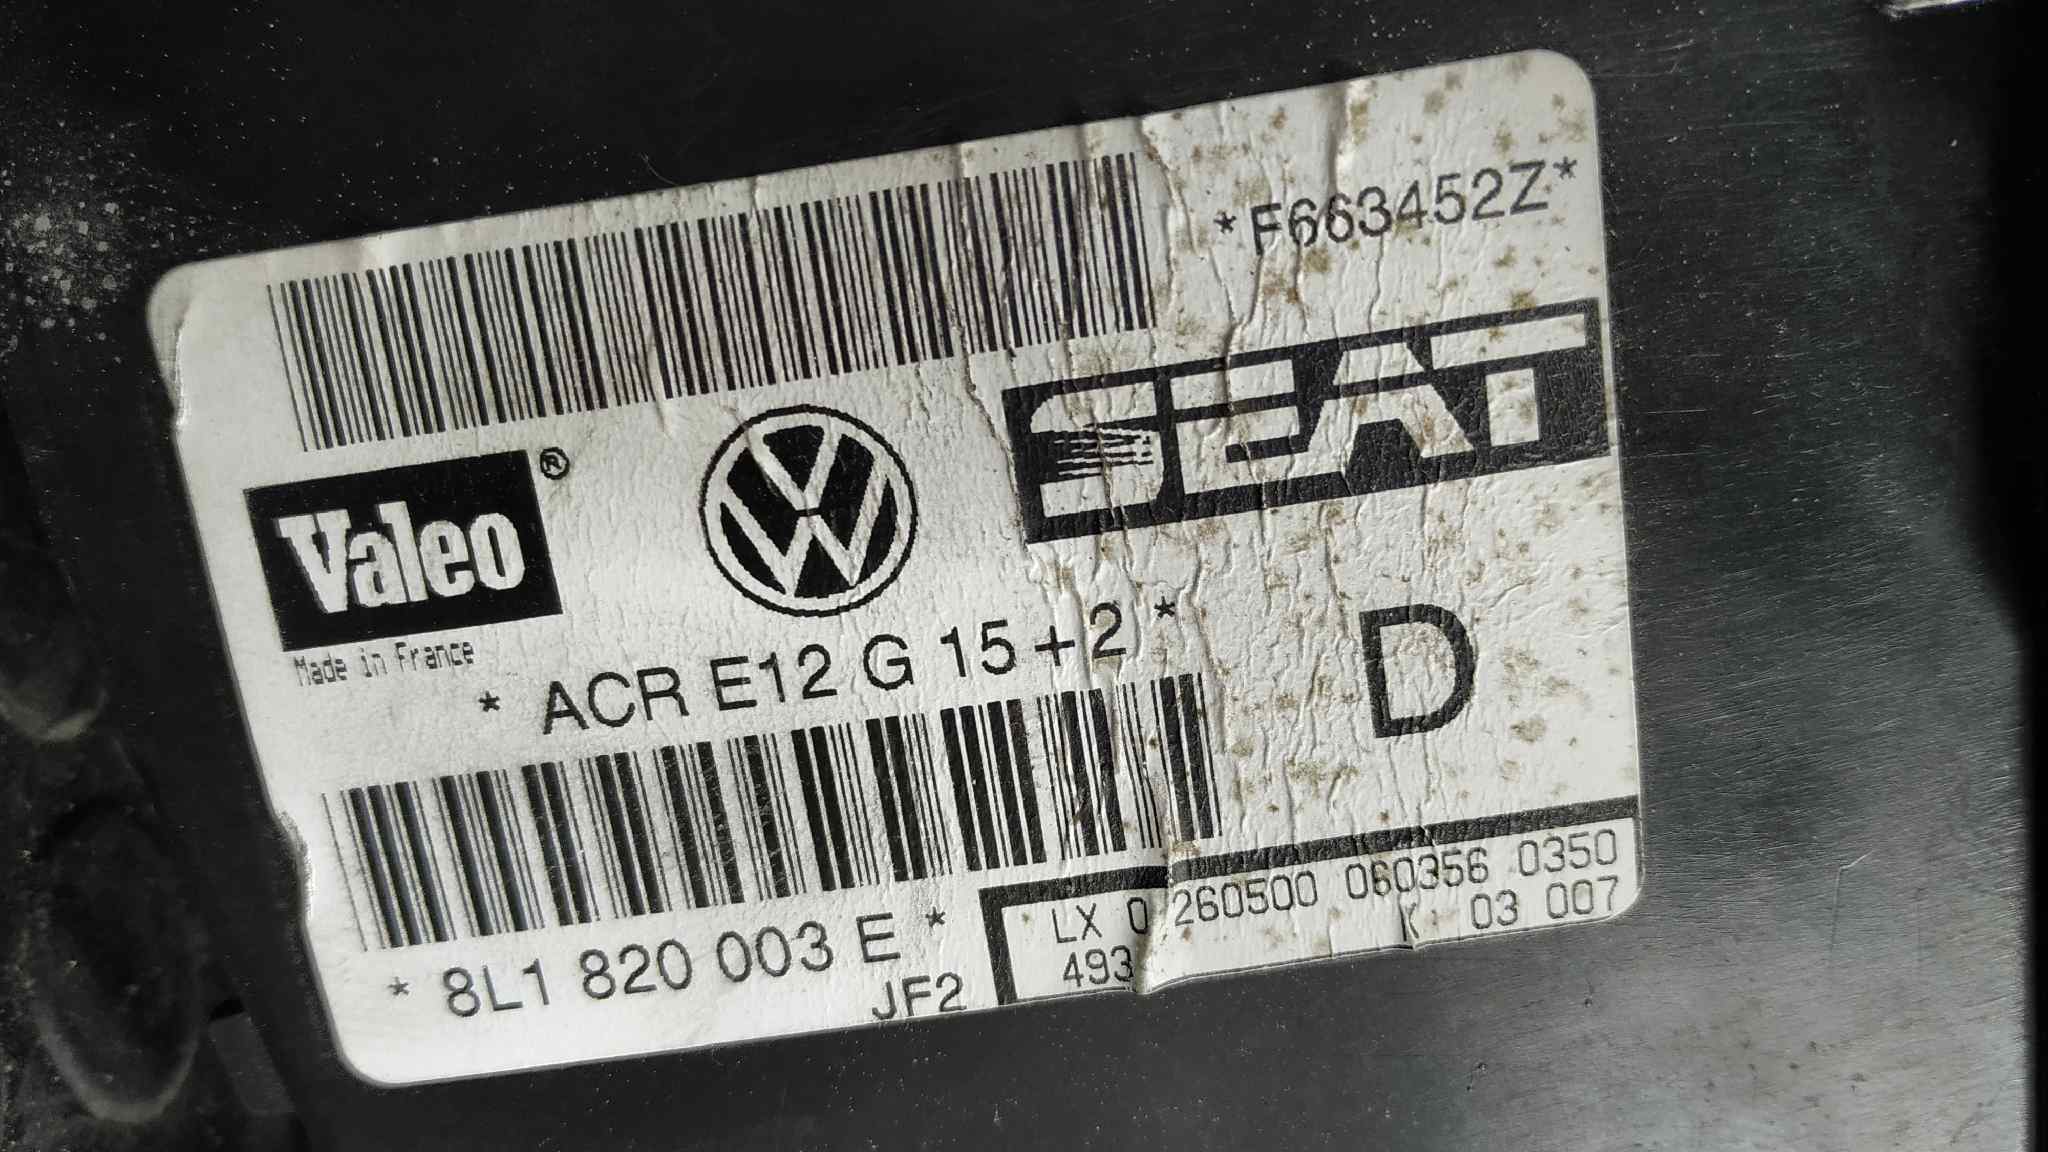 *F663452Z*
SEAT
Valeo®
Made in France
* ACR E12 G 15+2 *
D
* 8L1 820 003 E *
JF2
LX 0 260500 060356 0350
493 K 03 007